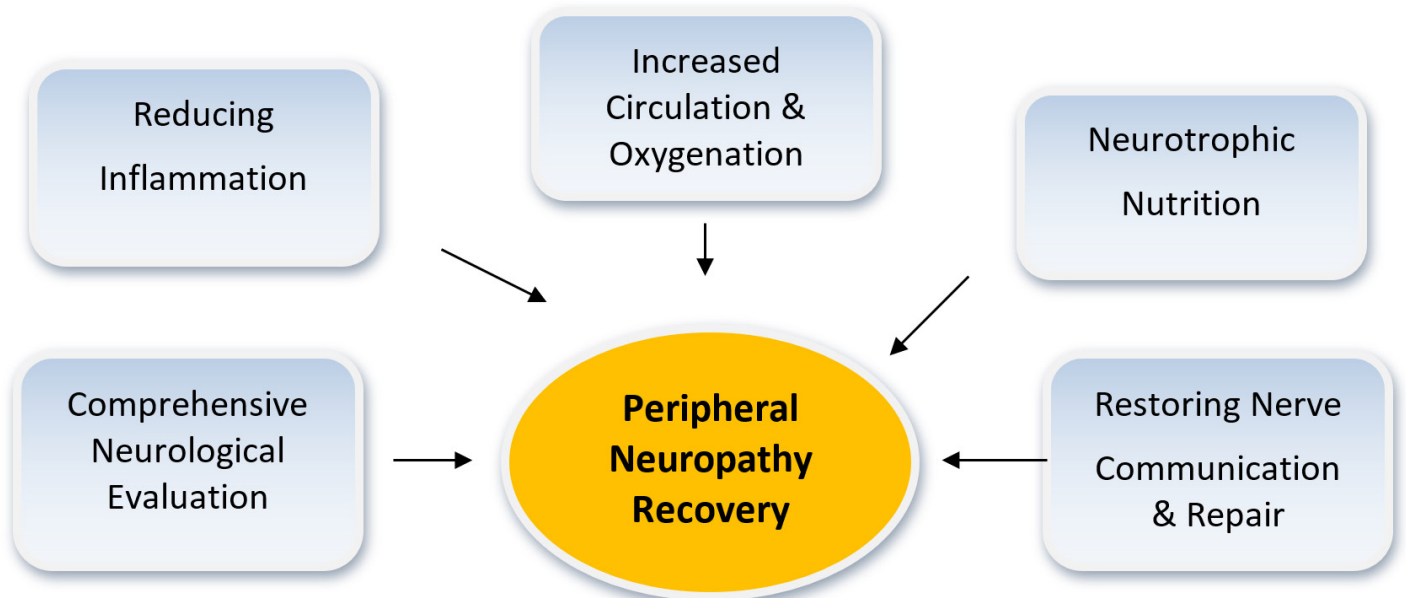 Comprehensive
Neurological
Evaluation
Reducing
Inflammation
Increased
Circulation &
Oxygenation
Neurotrophic
Nutrition
Restoring Nerve
Communication
& Repair
Peripheral
Neuropathy
Recovery